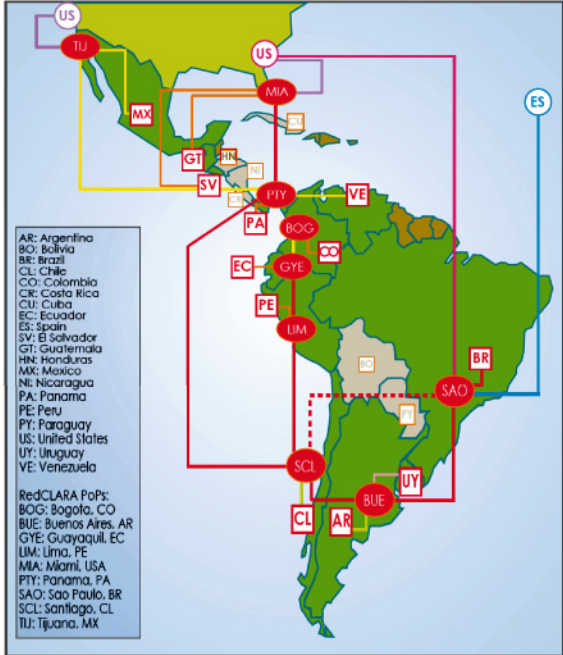 US
TIJ
US
MIA
ES
MX
CU
GT
HN
NI
SV
PTY
VE
CR
PA
BOG
CO
EC
GYE
PE
LIM
BO
BR
SAO
PY
SCL
UY
BUE
CL
AR
AR: Argentina
BO: Bolivia
BR: Brazil
CL: Chile
CO: Colombia
CR: Costa Rica
CU: Cuba
EC: Ecuador
ES: Spain
SV: El Salvador
GT: Guatemala
HN: Honduras
MX: Mexico
NI: Nicaragua
PA: Panama
PE: Peru
PY: Paraguay
US: United States
UY: Uruguay
VE: Venezuela
RedCLARA PoPs:
BOG: Bogota, CO
BUE: Buenos Aires, AR
GYE: Guayaquil, EC
LIM: Lima, PE
MIA: Miami, USA
PTY: Panama, PA
SAO: Sao Paulo, BR
SCL: Santiago, CL
TIJ: Tijuana, MX